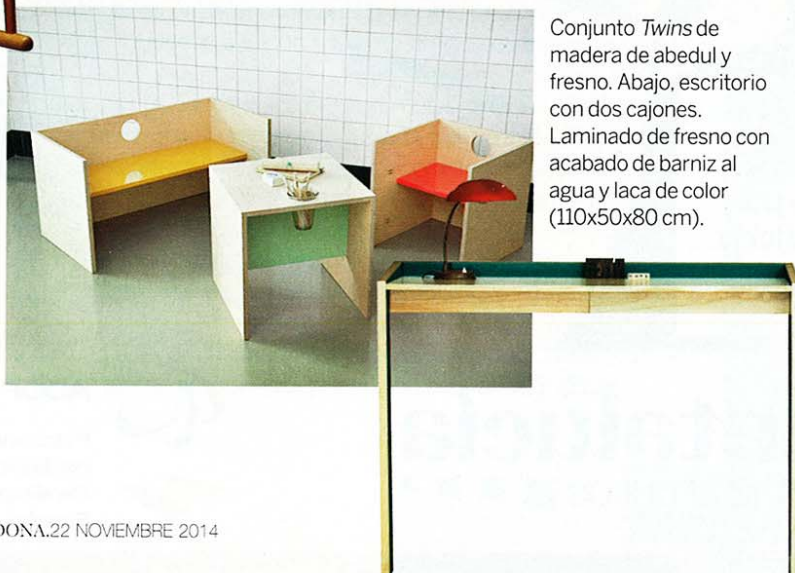 Conjunto Twins de
madera de abedul y
fresno. Abajo, escritorio
con dos cajones.
Laminado de fresno con
acabado de barniz al
agua y laca de color
(110x50x80 cm).
DONA.22 NOVIEMBRE 2014